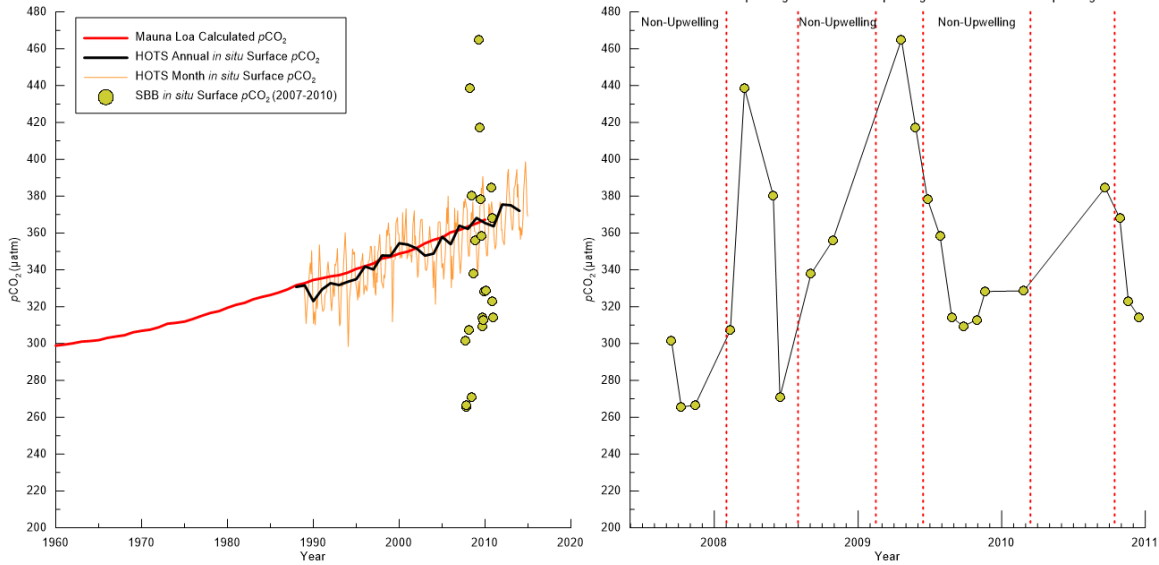 Mauna Loa Calculated pCO₂
HOTS Annual in situ Surface pCO₂
HOTS Month in situ Surface pCO₂
SBB in situ Surface pCO₂ (2007-2010)
480
460
440
420
400
380
360
340
320
300
280
260
240
220
200
pCO₂ (µatm)
1960 1970 1980 1990 2000 2010 2020
Year
Non-Upwelling Non-Upwelling Non-Upwelling
480
460
440
420
400
380
360
340
320
300
280
260
240
220
200
pCO₂ (µatm)
2008 2009 2010 2011
Year